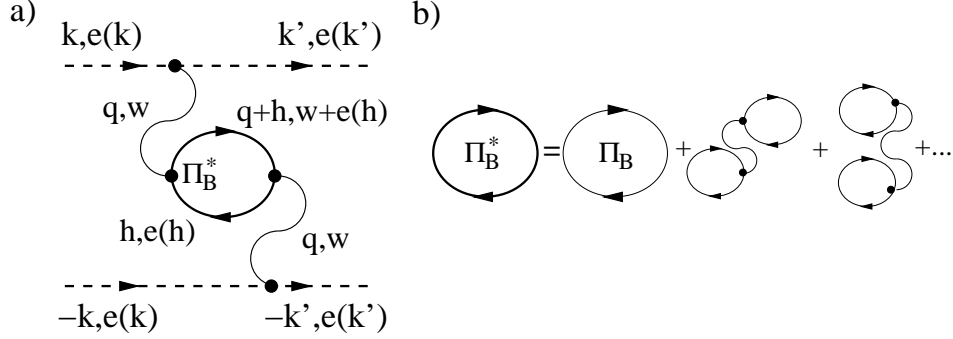 a)
k,e(k) k’,e(k’)
q,w
q+h,w+e(h)
Π*B
h,e(h)
q,w
−k,e(k) −k’,e(k’)
b)
Π*B = ΠB + + +...